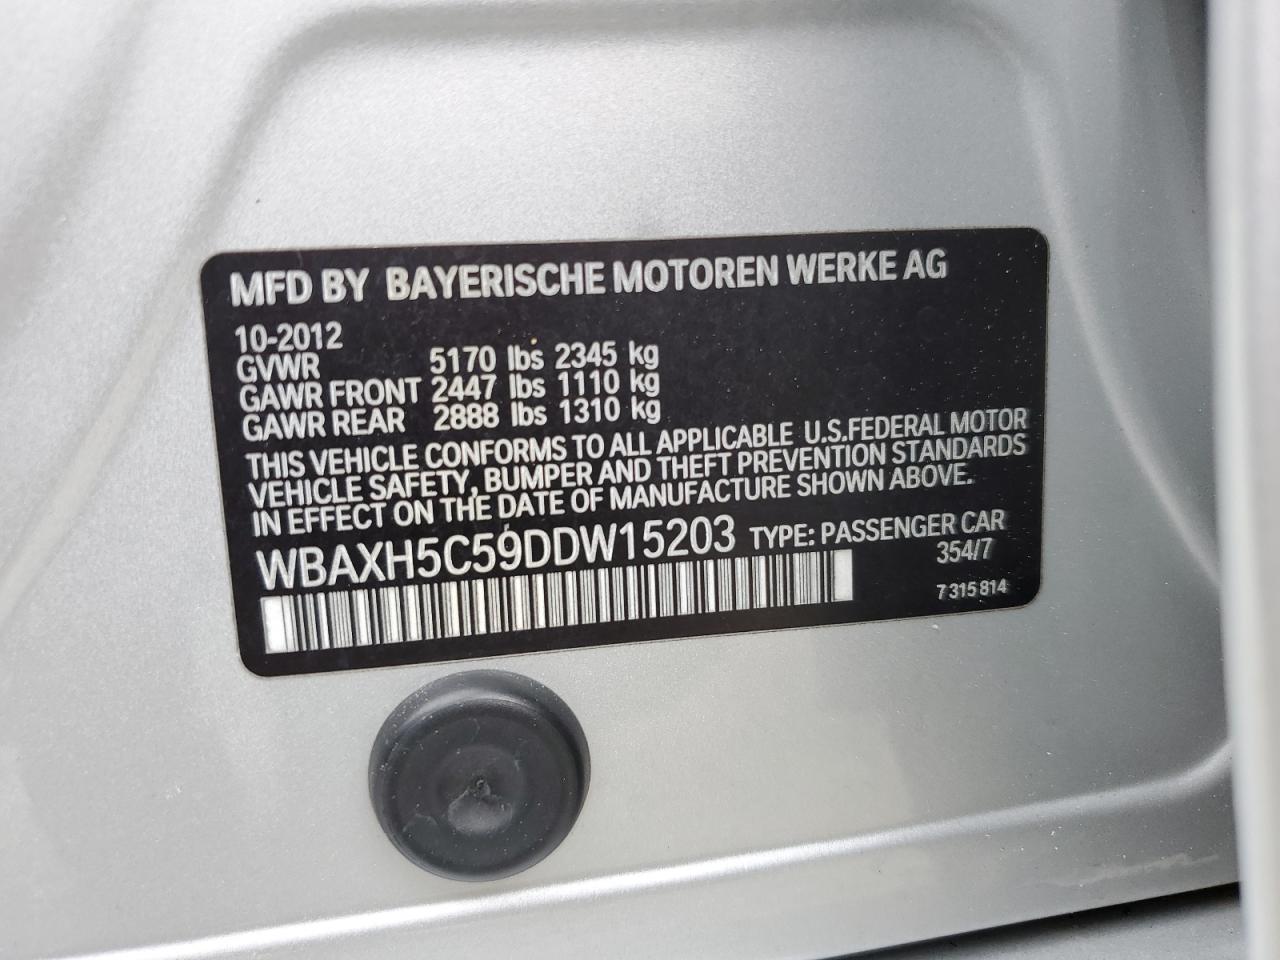 MFD BY BAYERISCHE MOTOREN WERKE AG
10-2012
GVWR 5170 lbs 2345 kg
GAWR FRONT 2447 lbs 1110 kg
GAWR REAR 2888 lbs 1310 kg
THIS VEHICLE CONFORMS TO ALL APPLICABLE U.S.FEDERAL MOTOR
VEHICLE SAFETY, BUMPER AND THEFT PREVENTION STANDARDS
IN EFFECT ON THE DATE OF MANUFACTURE SHOWN ABOVE.
WBAXH5C59DDW15203 TYPE: PASSENGER CAR
354/7
7 315 814